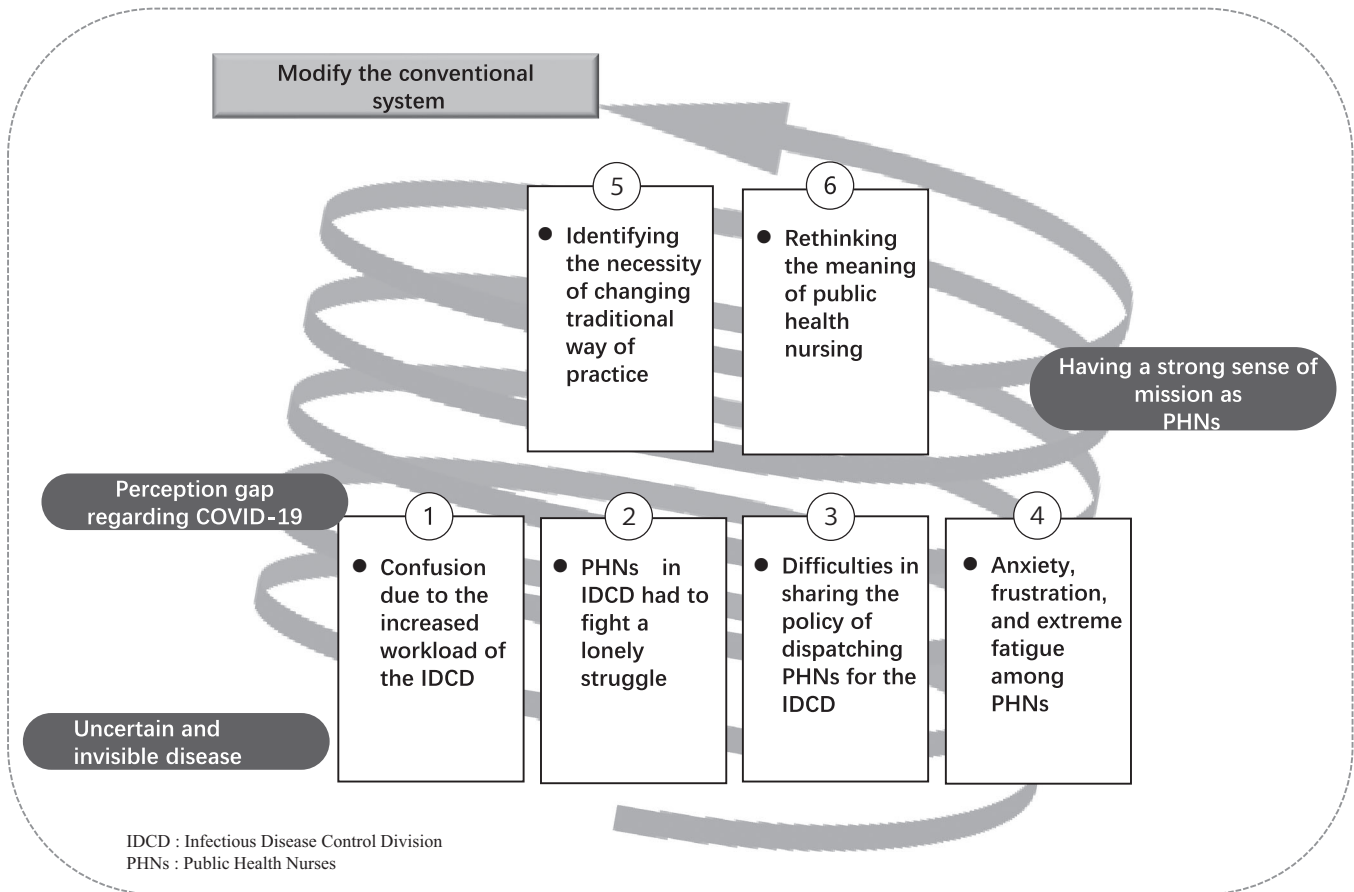 Modify the conventional
system
5
● Identifying
the necessity
of changing
traditional
way of
practice
6
● Rethinking
the meaning
of public
health
nursing
Having a strong sense of
mission as
PHNs
Perception gap
regarding COVID-19
1
● Confusion
due to the
increased
workload of
the IDCD
2
● PHNs in
IDCD had to
fight a
lonely
struggle
3
● Difficulties in
sharing the
policy of
dispatching
PHNs for the
IDCD
4
● Anxiety,
frustration,
and extreme
fatigue
among
PHNs
Uncertain and
invisible disease
IDCD : Infectious Disease Control Division
PHNs : Public Health Nurses